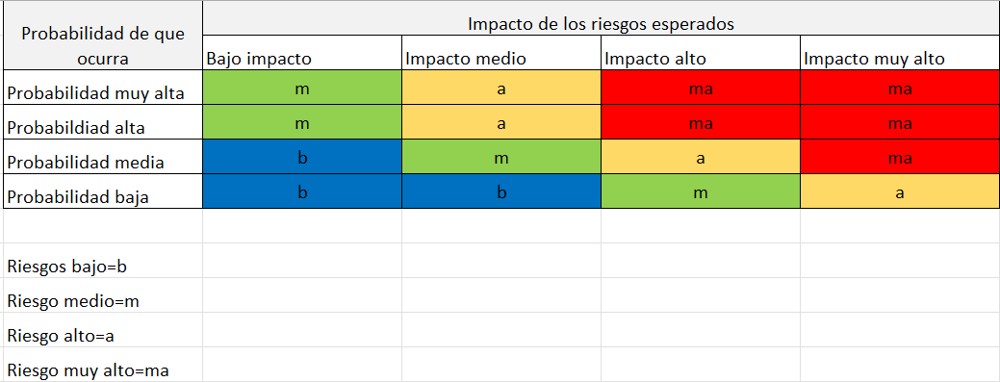 Probabilidad de que ocurra
Impacto de los riesgos esperados
Bajo impacto Impacto medio Impacto alto Impacto muy alto
Probabilidad muy alta m a ma ma
Probabildiad alta m a ma ma
Probabilidad media b m a ma
Probabilidad baja b b m a
Riesgos bajo=b
Riesgo medio=m
Riesgo alto=a
Riesgo muy alto=ma